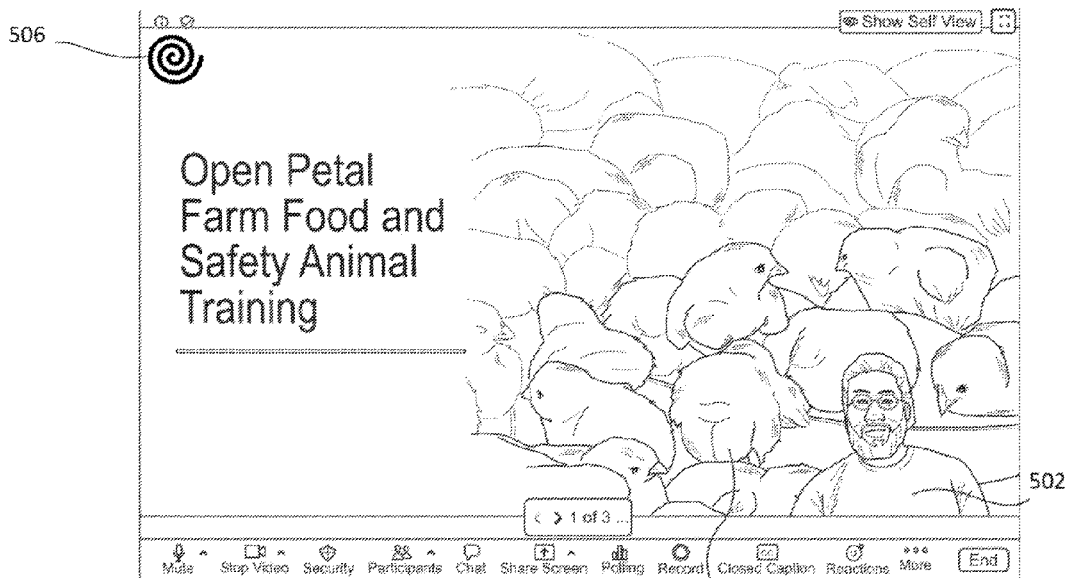 506
Show Self View
Open Petal
Farm Food and
Safety Animal
Training
502
1 of 3 ...
Mute
Stop Video
Security
Participants
Chat
Share Screen
Polling
Record
CC
Closed Caption
Reactions
More
End